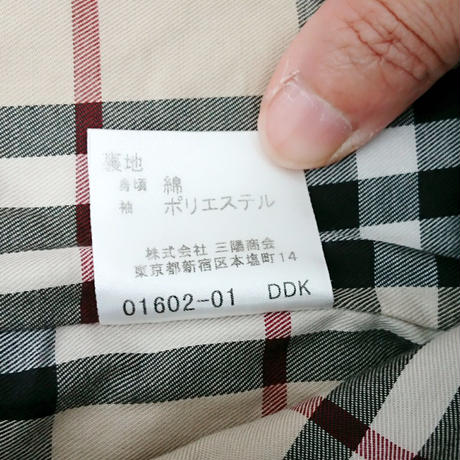 裏地
身頃 綿
袖 ポリエステル
株式会社 三陽商会
東京都新宿区本塩町14
01602-01 DDK